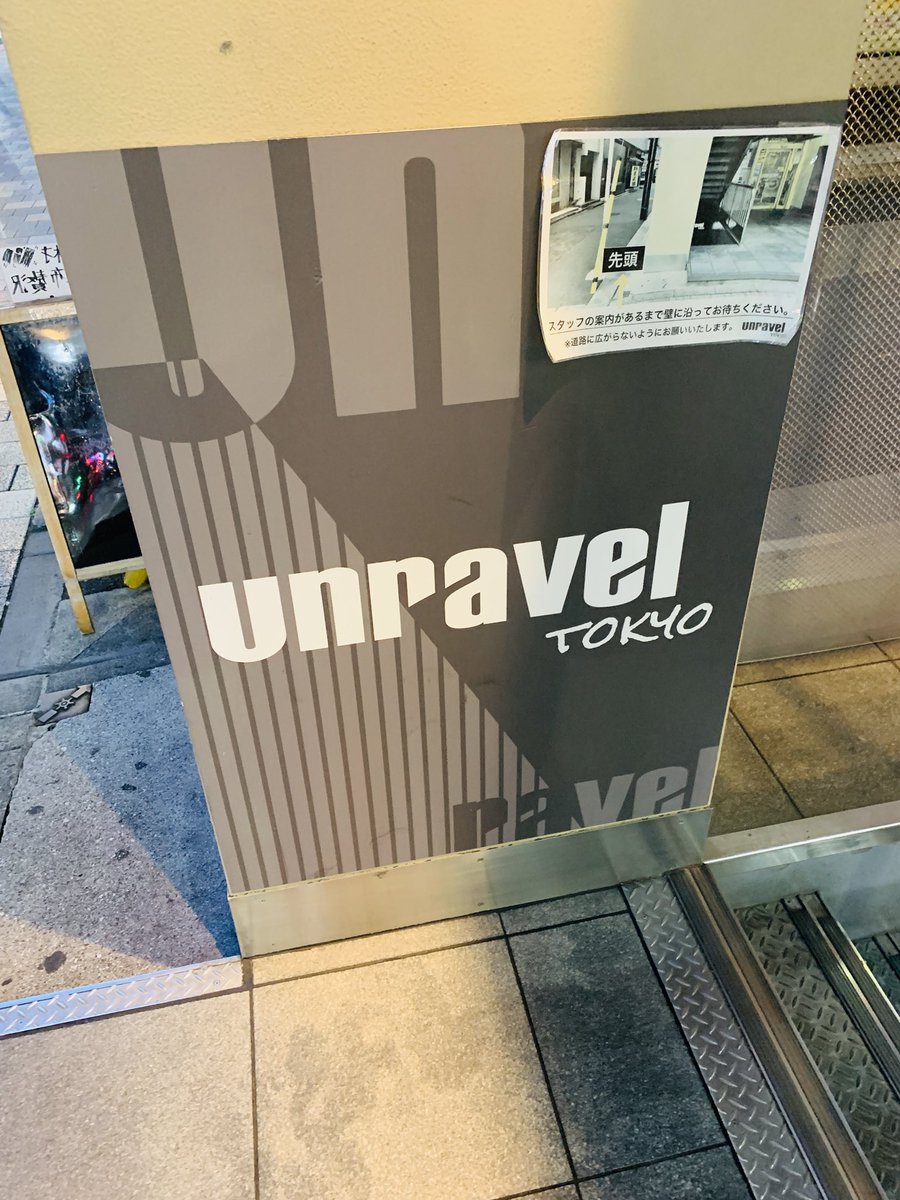 un
先頭
スタッフの案内があるまで壁に沿ってお待ちください。
※道路に広がらないようにお願いいたします。 unravel
unravel
TOKYO
ravel